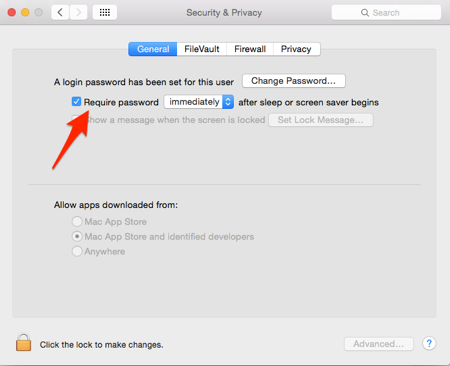 Security & Privacy
Search
General FileVault Firewall Privacy
A login password has been set for this user Change Password...
Require password immediately after sleep or screen saver begins
Show a message when the screen is locked Set Lock Message...
Allow apps downloaded from:
Mac App Store
Mac App Store and identified developers
Anywhere
Click the lock to make changes.
Advanced...
?